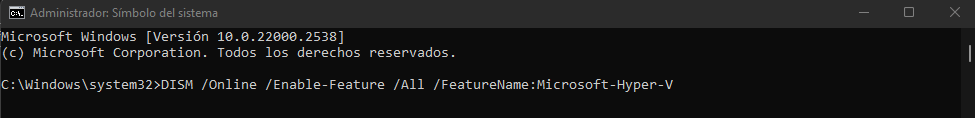 Administrador: Símbolo del sistema
Microsoft Windows [Versión 10.0.22000.2538]
(c) Microsoft Corporation. Todos los derechos reservados.
C:\Windows\system32>DISM /Online /Enable-Feature /All /FeatureName:Microsoft-Hyper-V